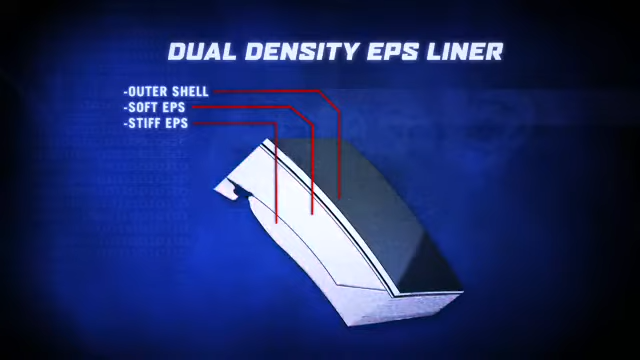 DUAL DENSITY EPS LINER
-OUTER SHELL
-SOFT EPS
-STIFF EPS